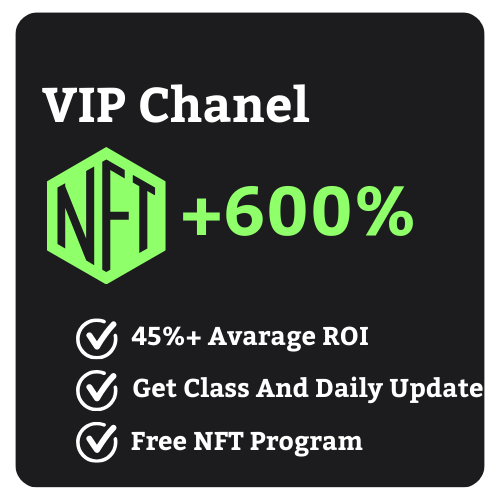 VIP Chanel
NFT +600%
45%+ Avarage ROI
Get Class And Daily Update
Free NFT Program